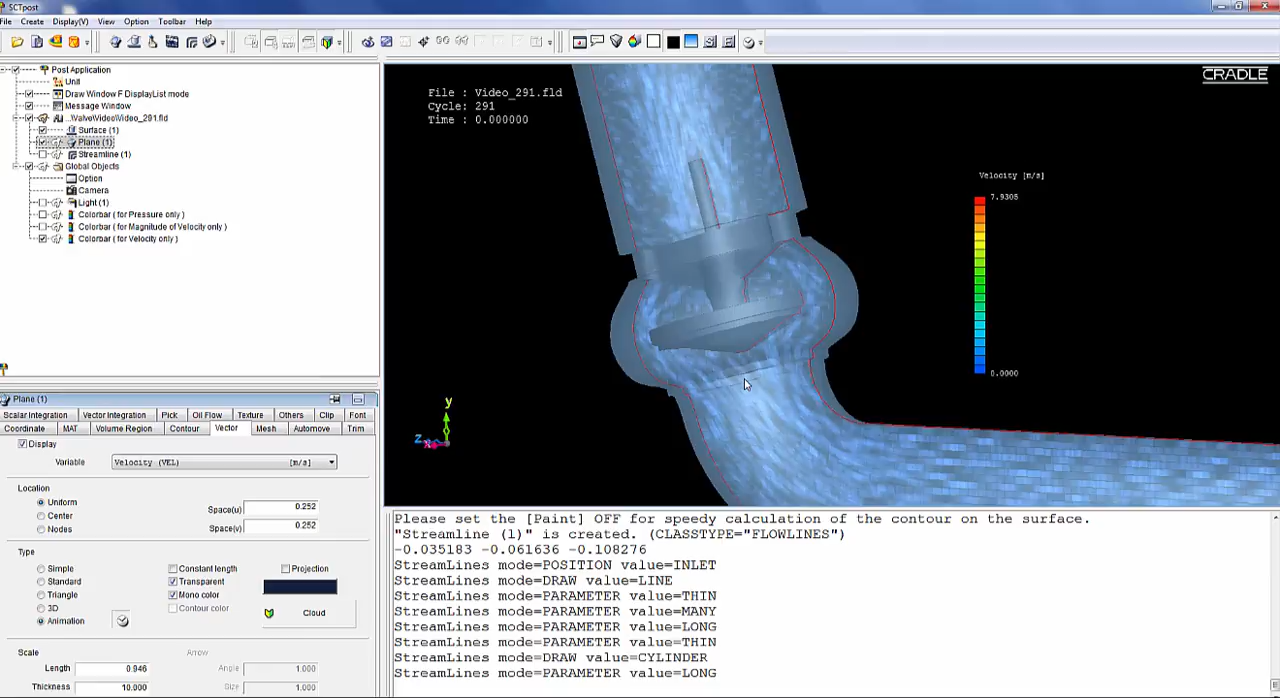 SCTpost
File Create Display(V) View Option Toolbar Help
Post Application
Unit
Draw Window F DisplayList mode
Message Window
...\Valve\Video\Video_291.fld
Surface (1)
Plane (1)
Streamline (1)
Global Objects
Option
Camera
Light (1)
Colorbar ( for Pressure only )
Colorbar ( for Magnitude of Velocity only )
Colorbar ( for Velocity only )
CRADLE
File : Video_291.fld
Cycle: 291
Time : 0.000000
Velocity [m/s]
7.9305
0.0000
y
z
x
Plane (1)
Scalar Integration Vector Integration Pick Oil Flow Texture Others Clip Font
Coordinate MAT Volume Region Contour Vector Mesh Automove Trim
Display
Variable Velocity (VEL) [m/s]
Location
Uniform
Space(u) 0.252
Center
Space(v) 0.252
Nodes
Type
Simple Constant length Projection
Standard Transparent
Triangle Mono color
3D Contour color Cloud
Animation
Scale Arrow
Length 0.946 Angle 1.000
Thickness 10.000 Size 1.000
Please set the [Paint] OFF for speedy calculation of the contour on the surface.
"Streamline (1)" is created. (CLASSTYPE="FLOWLINES")
-0.035183 -0.061636 -0.108276
StreamLines mode=POSITION value=INLET
StreamLines mode=DRAW value=LINE
StreamLines mode=PARAMETER value=THIN
StreamLines mode=PARAMETER value=MANY
StreamLines mode=PARAMETER value=LONG
StreamLines mode=PARAMETER value=THIN
StreamLines mode=DRAW value=CYLINDER
StreamLines mode=PARAMETER value=LONG